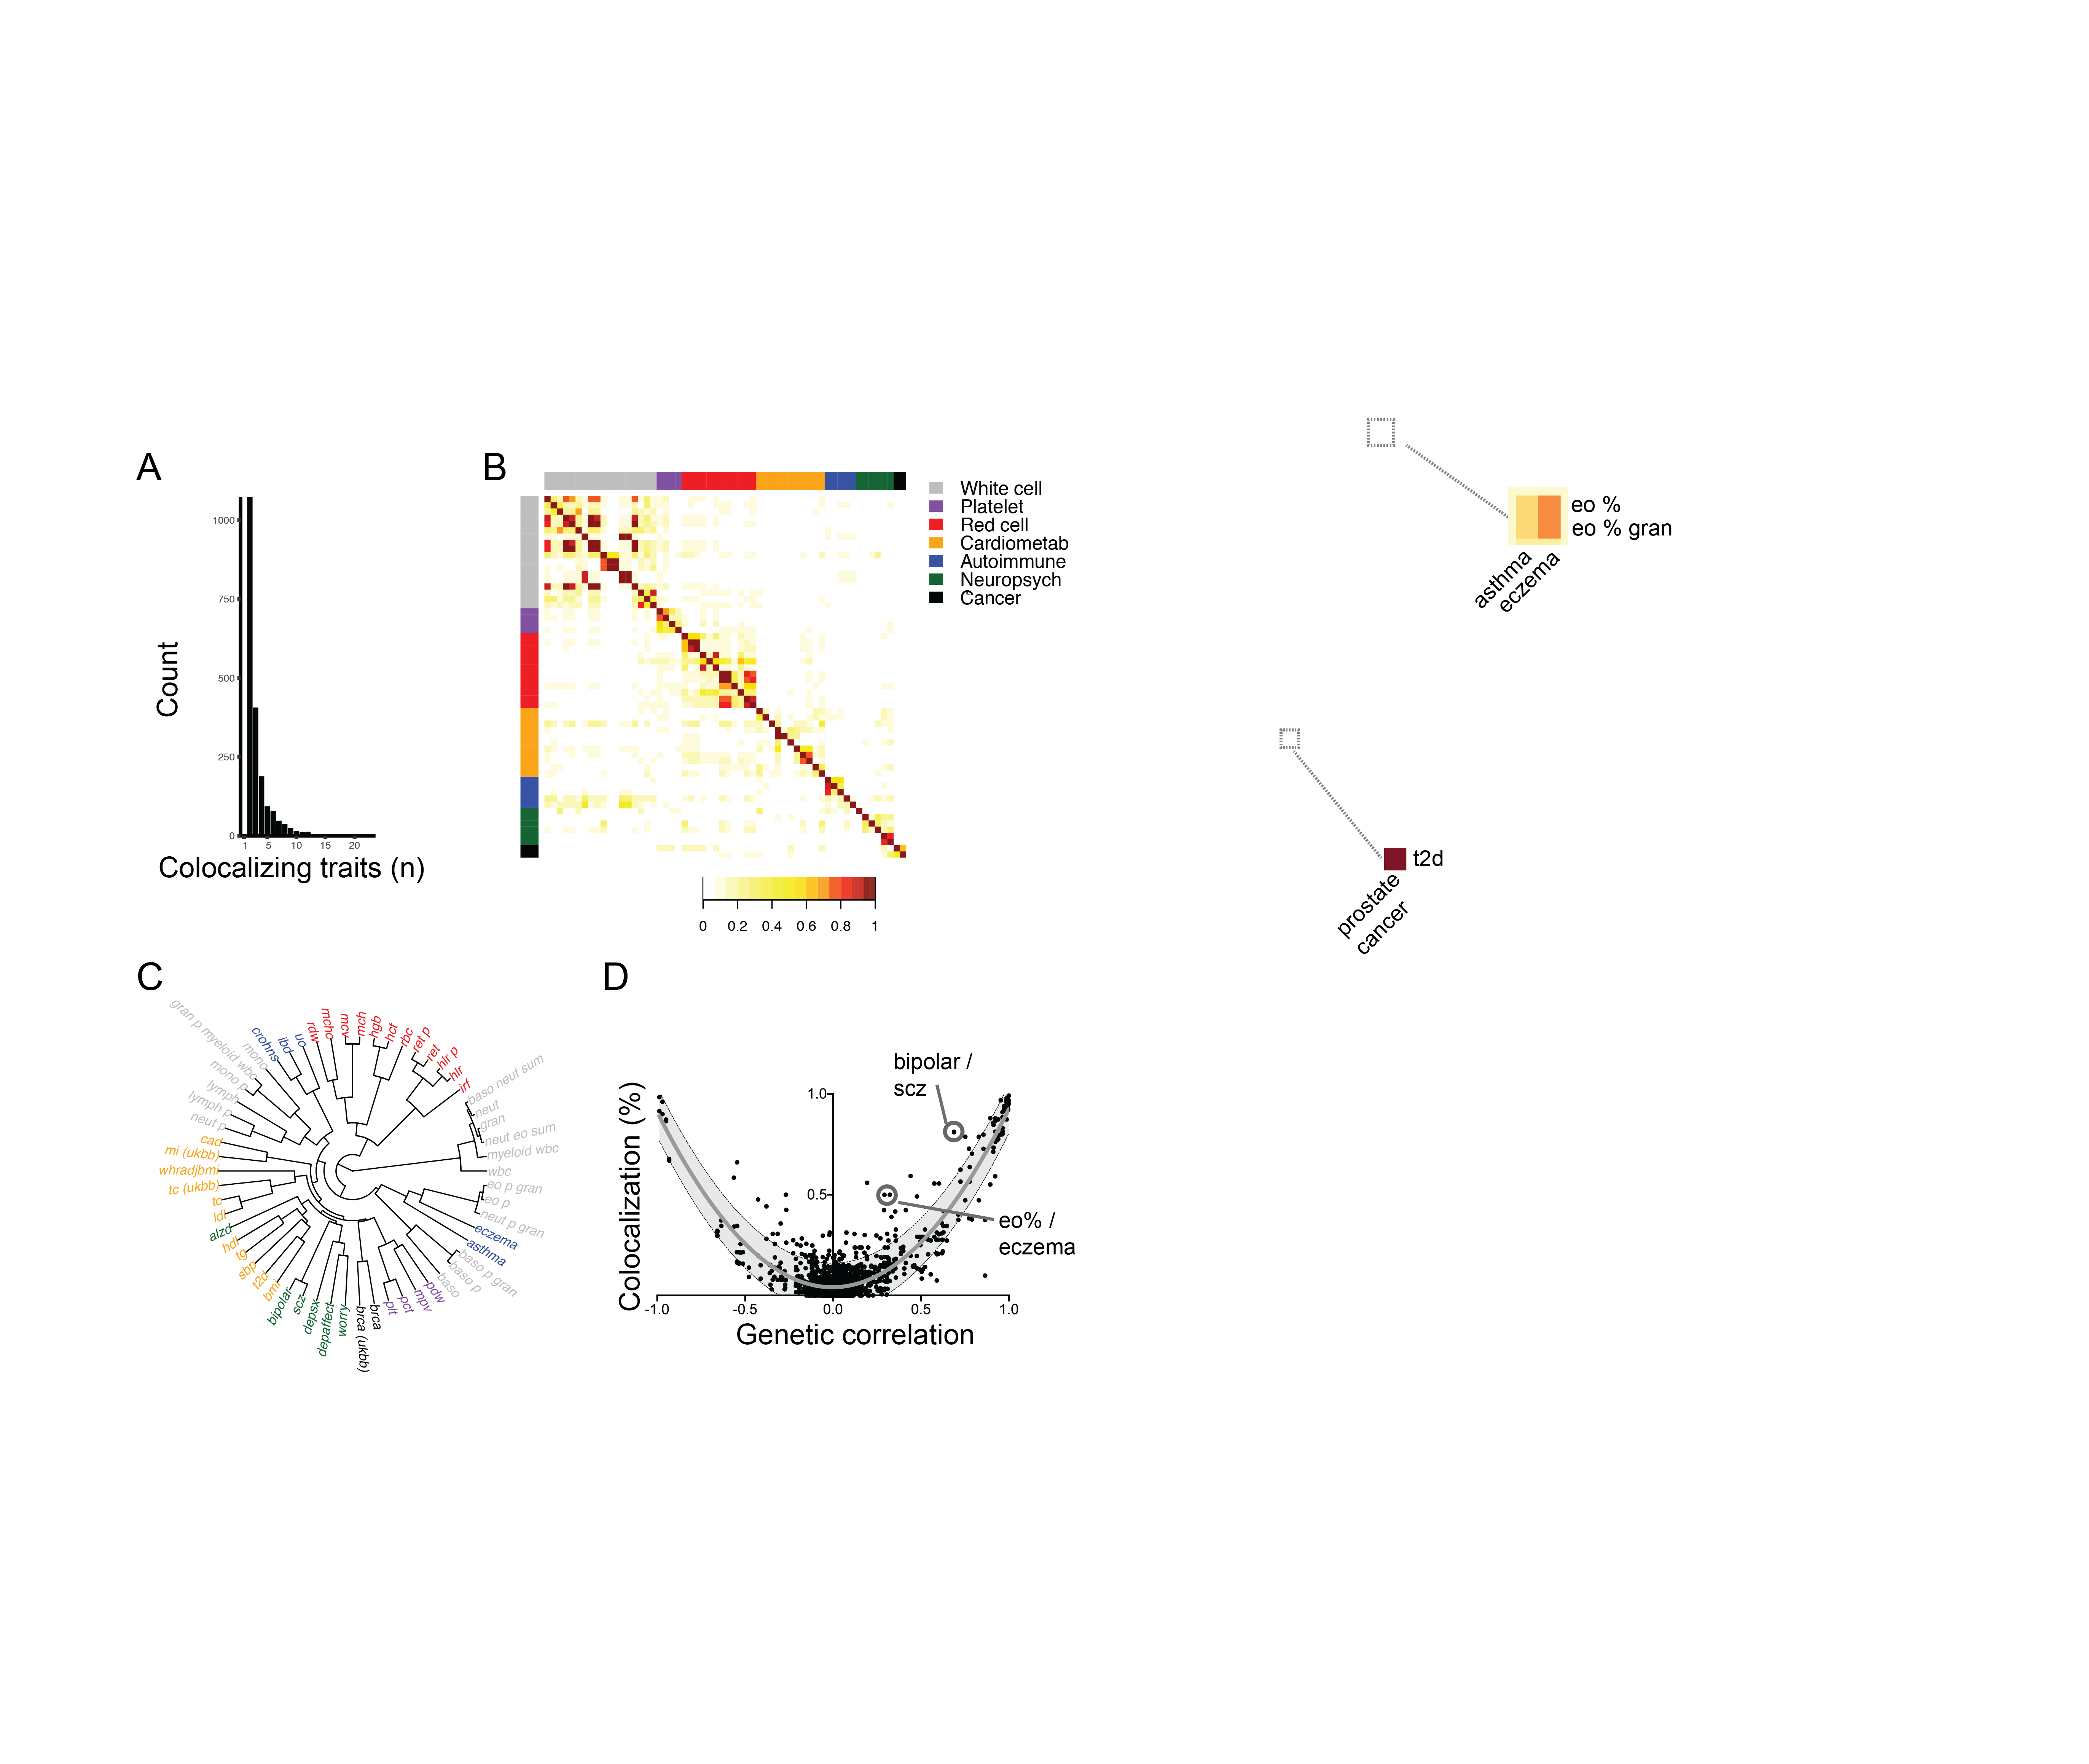 A
1000
750
500
250
0
1
5
10
15
20
Count
Colocalizing traits (n)
B
White cell
Platelet
Red cell
Cardiometab
Autoimmune
Neuropsych
Cancer
0
0.2
0.4
0.6
0.8
1
eo %
eo % gran
asthma
eczema
t2d
prostate
cancer
C
gran p myeloid wbc
mono
crohns
ibd
uc
rdw
mchc
mcv
mch
hgb
hct
rbc
ret p
ret
hlr p
hlr
irf
baso neut sum
neut
gran
neut eo sum
myeloid wbc
wbc
eo p gran
eo p
neut p gran
eczema
asthma
baso p gran
baso p
baso
pdw
mpv
pct
plt
brca
brca (ukbb)
worry
depaffect
depsx
scz
bipolar
bmi
t2d
sbp
tg
hdl
alzd
ldl
tc
tc (ukbb)
whradjbmi
mi (ukbb)
cad
neut p
lymph p
lymph
mono p
D
bipolar /
scz
1.0
0.5
eo% /
eczema
-1.0
-0.5
0.0
0.5
1.0
Colocalization (%)
Genetic correlation